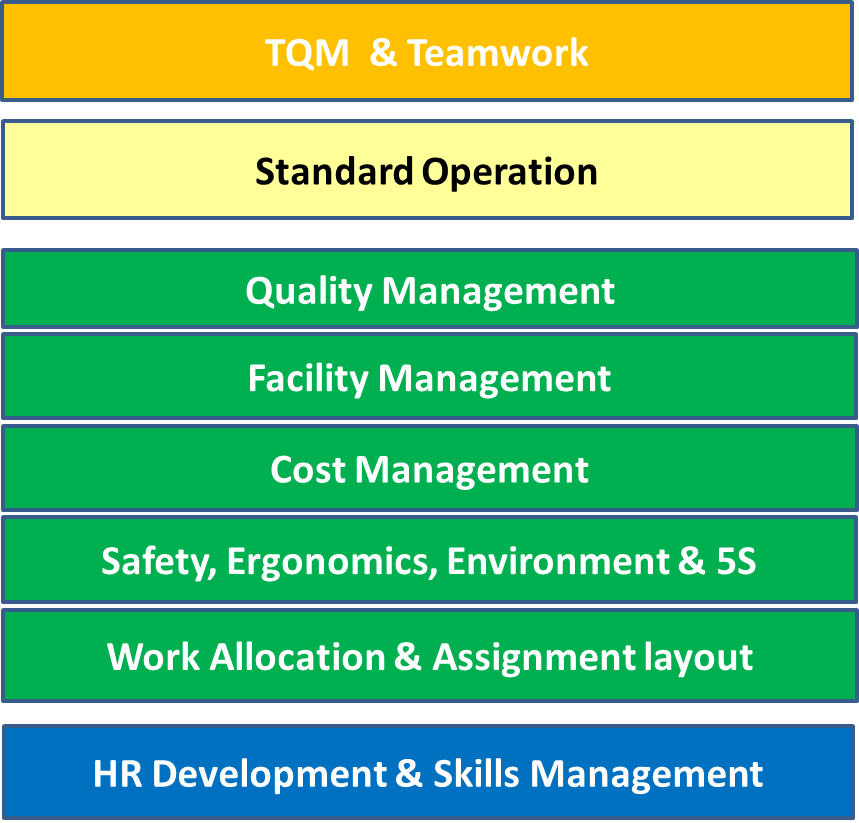 TQM & Teamwork
Standard Operation
Quality Management
Facility Management
Cost Management
Safety, Ergonomics, Environment & 5S
Work Allocation & Assignment layout
HR Development & Skills Management